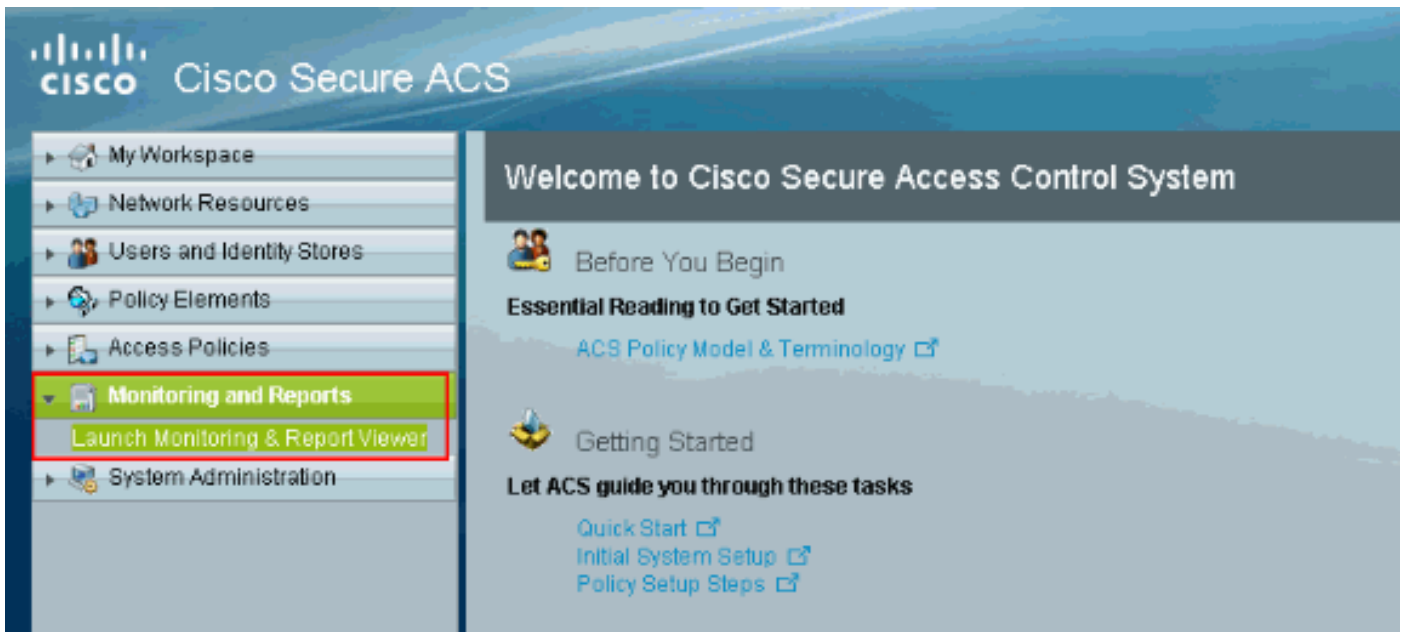 CISCO Cisco Secure ACS
My Workspace
Network Resources
Users and Identity Stores
Policy Elements
Access Policies
Monitoring and Reports
Launch Monitoring & Report Viewer
System Administration
Welcome to Cisco Secure Access Control System
Before You Begin
Essential Reading to Get Started
ACS Policy Model & Terminology
Getting Started
Let ACS guide you through these tasks
Quick Start
Initial System Setup
Policy Setup Steps